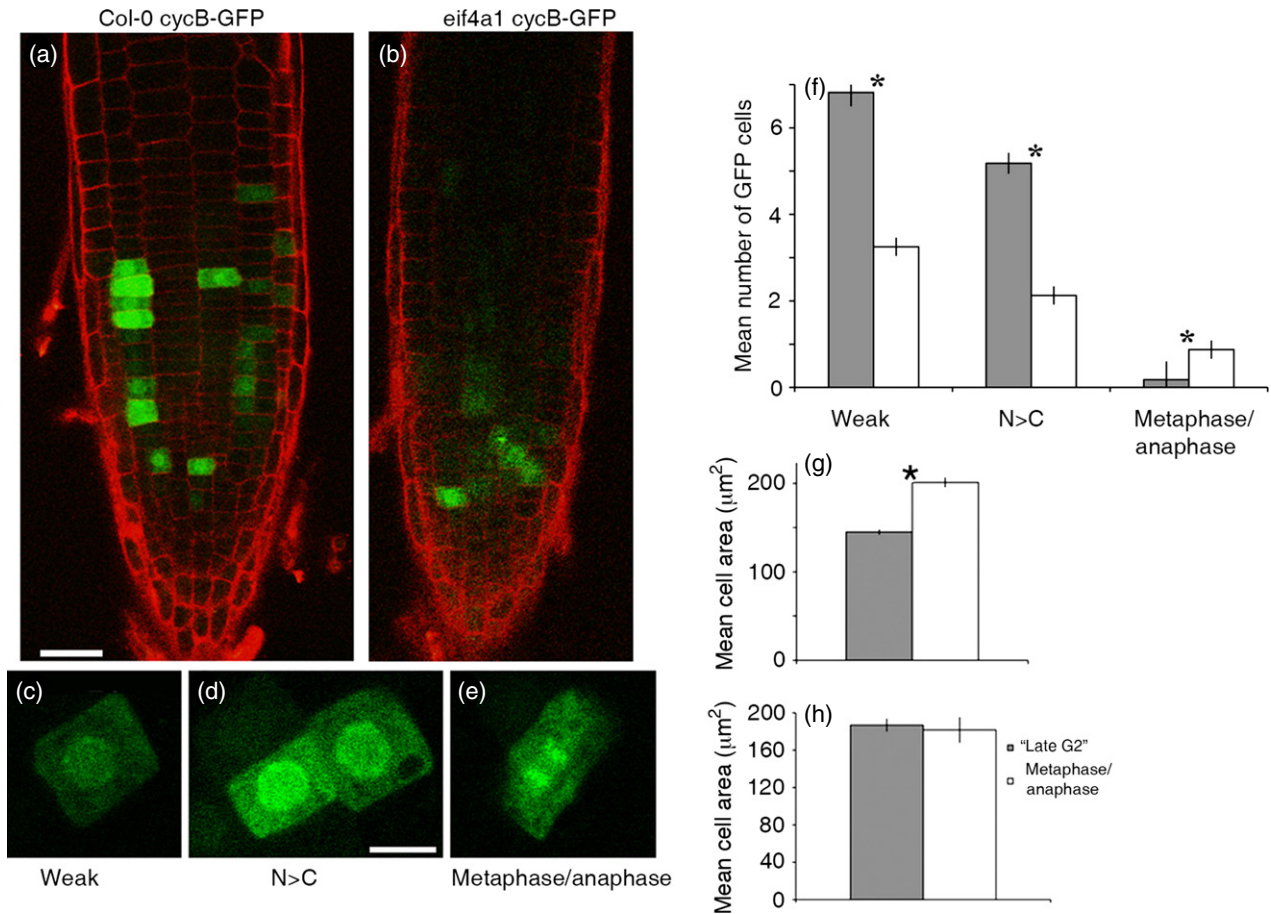 Col-0 cycB-GFP
eif4a1 cycB-GFP
(a)
(b)
(c)
(d)
(e)
Weak
N>C
Metaphase/anaphase
(f)
Mean number of GFP cells
6
4
2
0
*
*
*
Weak
N>C
Metaphase/
anaphase
(g)
Mean cell area (μm²)
200
100
0
*
(h)
Mean cell area (μm²)
200
160
120
80
40
0
“Late G2”
Metaphase/
anaphase